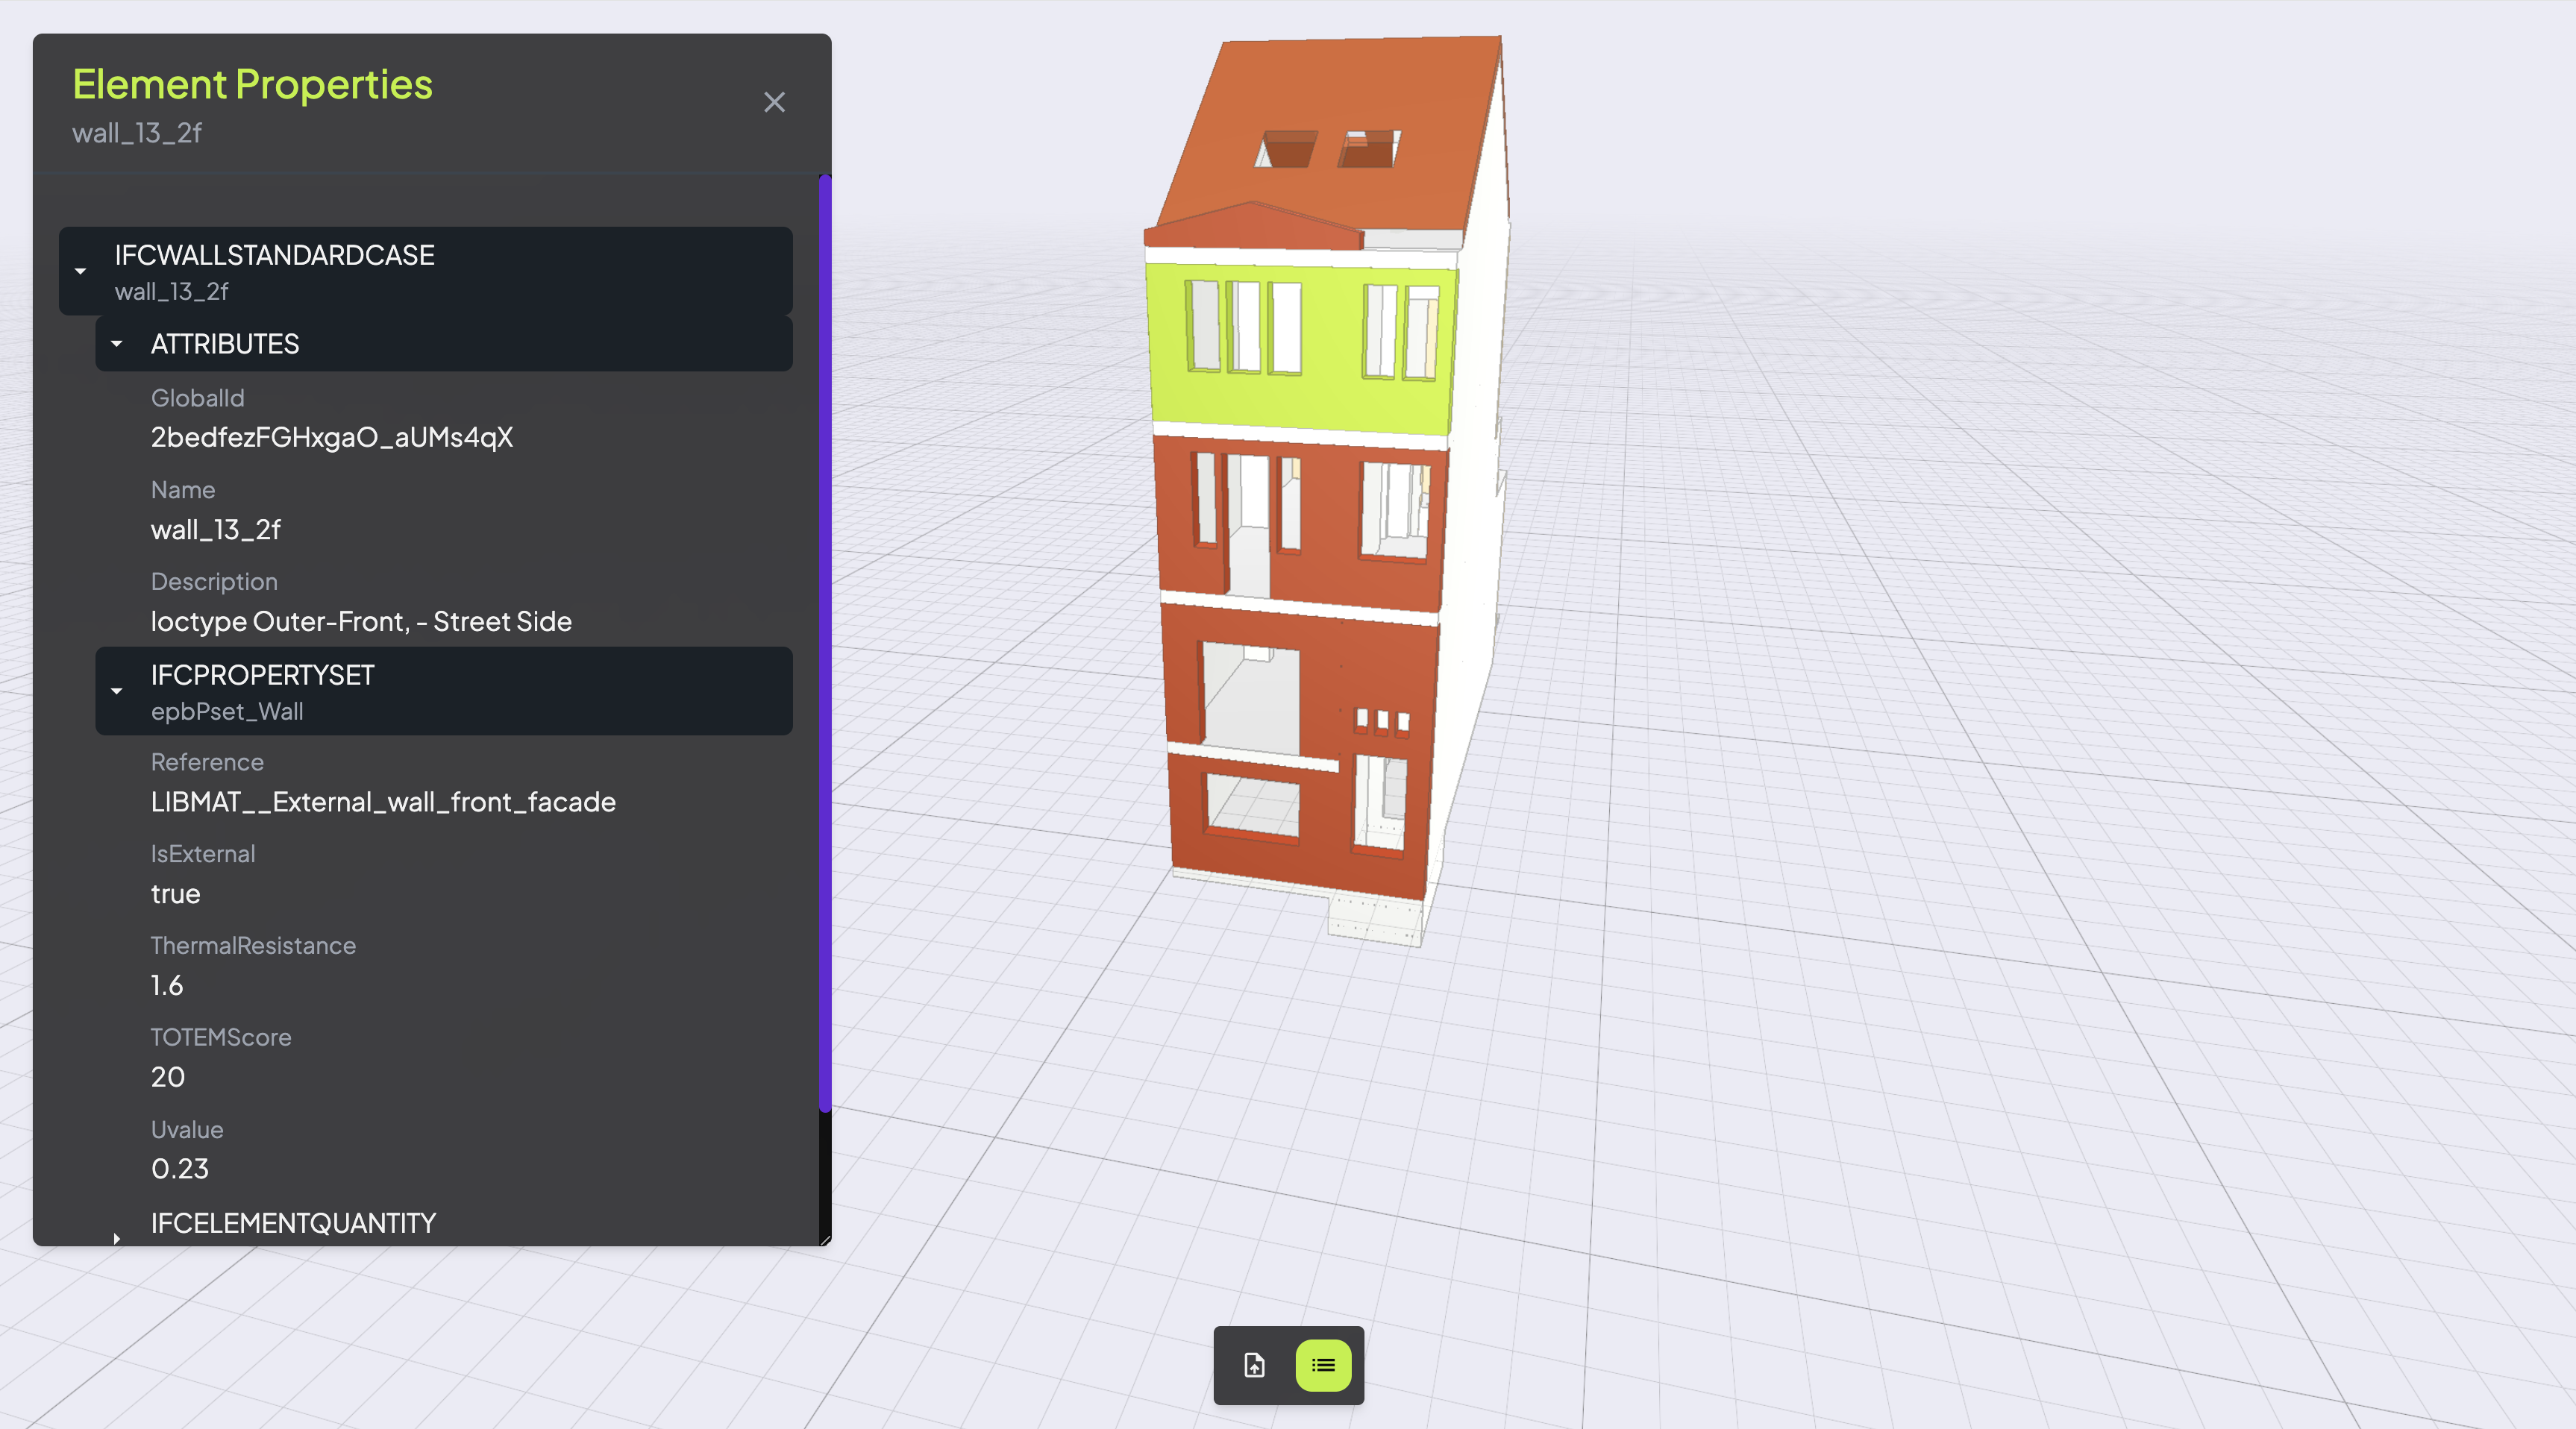 Element Properties
wall_13_2f
IFCWALLSTANDARDCASE
wall_13_2f
ATTRIBUTES
GlobalId
2bedfezFGHxgaO_aUMs4qX
Name
wall_13_2f
Description
loctype Outer-Front, - Street Side
IFCPROPERTYSET
epbPset_Wall
Reference
LIBMAT__External_wall_front_facade
IsExternal
true
ThermalResistance
1.6
TOTEMScore
20
Uvalue
0.23
IFCELEMENTQUANTITY